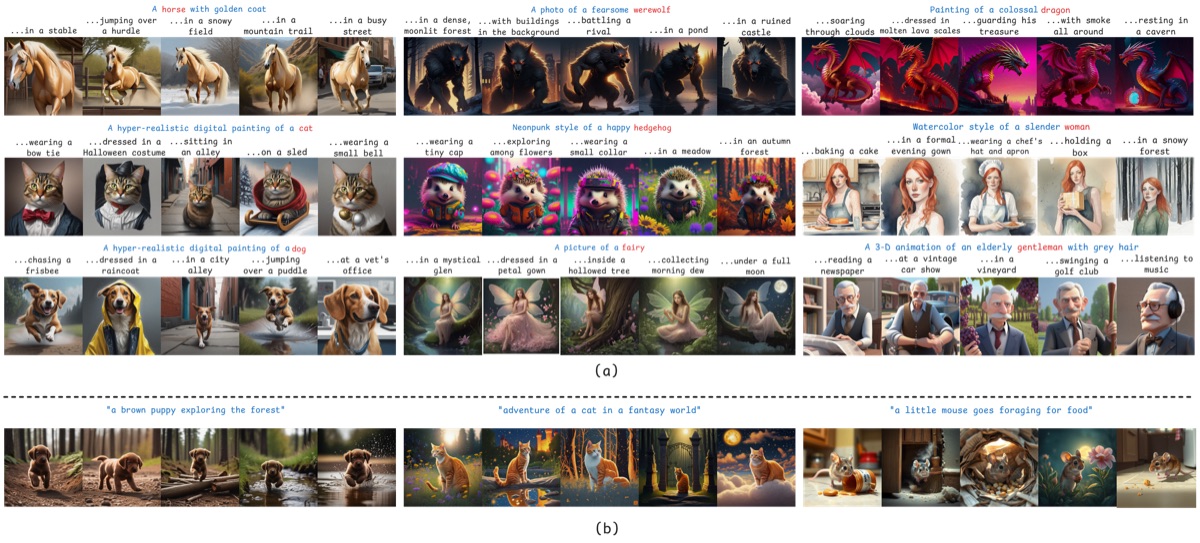 A horse with golden coat
...in a stable
...jumping over
a hurdle
...in a snowy
field
...in a
mountain trail
...in a busy
street
A photo of a fearsome werewolf
...in a dense,
moonlit forest
...with buildings
in the background
...battling a
rival
...in a pond
...in a ruined
castle
Painting of a colossal dragon
...soaring
through clouds
...dressed in
molten lava scales
...guarding his
treasure
...with smoke
all around
...resting in
a cavern
A hyper-realistic digital painting of a cat
...wearing a
bow tie
...dressed in a
Halloween costume
...sitting in
an alley
...on a sled
...wearing a
small bell
Neonpunk style of a happy hedgehog
...wearing a
tiny cap
...exploring
among flowers
...wearing a
small collar
...in a meadow
...in an autumn
forest
Watercolor style of a slender woman
...baking a cake
...in a formal
evening gown
...wearing a chef's
hat and apron
...holding a
box
...in a snowy
forest
A hyper-realistic digital painting of a dog
...chasing a
frisbee
...dressed in a
raincoat
...in a city
alley
...jumping
over a puddle
...at a vet's
office
A picture of a fairy
...in a mystical
glen
...dressed in a
petal gown
...inside a
hollowed tree
...collecting
morning dew
...under a full
moon
A 3-D animation of an elderly gentleman with grey hair
...reading a
newspaper
...at a vintage
car show
...in a
vineyard
...swinging a
golf club
...listening to
music
(a)
"a brown puppy exploring the forest"
"adventure of a cat in a fantasy world"
"a little mouse goes foraging for food"
(b)